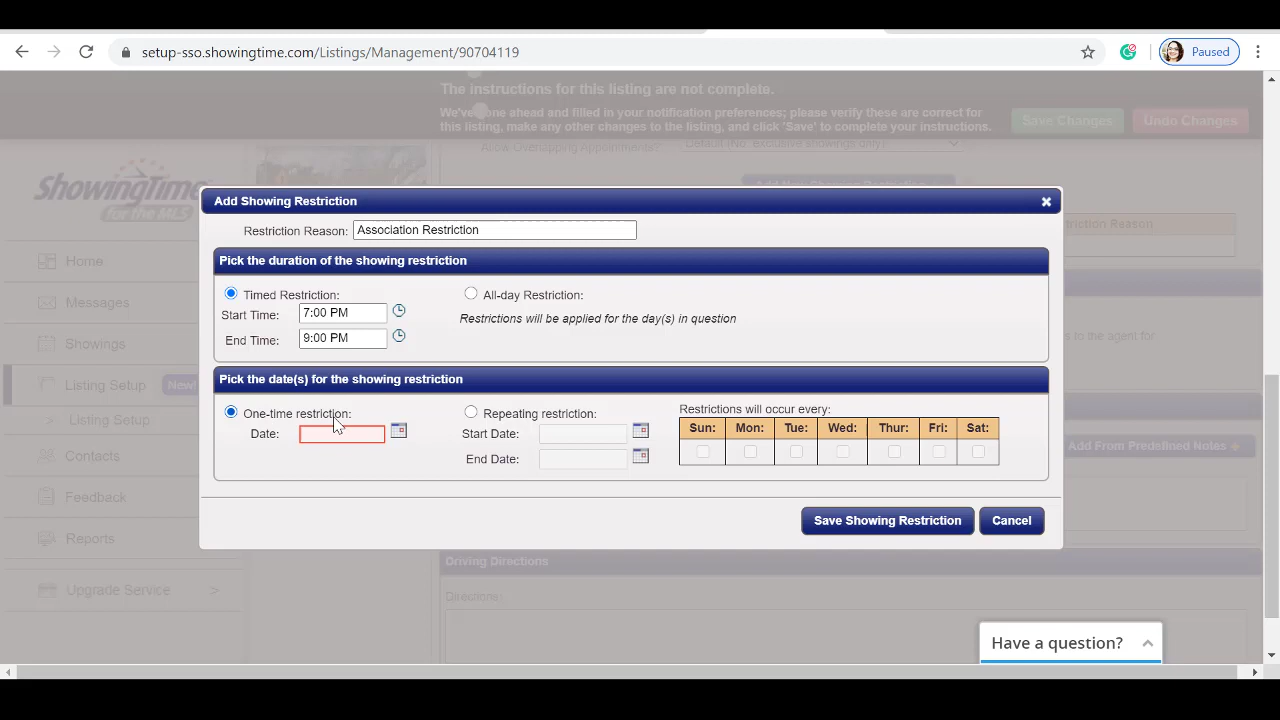 setup-sso.showingtime.com/Listings/Management/90704119
Paused
The instructions for this listing are not complete.
We've gone ahead and filled in your notification preferences; please verify these are correct for
this listing, make any other changes to the listing, and click 'Save' to complete your instructions.
Save Changes
Undo Changes
Allow Overlapping Appointments?
Default (No, exclusive showings only)
ShowingTime
for the MLS
Add Showing Restriction
Restriction Reason: Association Restriction
Restriction Reason
Pick the duration of the showing restriction
Home
Timed Restriction:
All-day Restriction:
Messages
Start Time: 7:00 PM
Restrictions will be applied for the day(s) in question
End Time: 9:00 PM
to the agent for
Showings
Pick the date(s) for the showing restriction
Listing Setup
New!
One-time restriction:
Repeating restriction:
Restrictions will occur every:
Listing Setup
Date:
Start Date:
Sun: Mon: Tue: Wed: Thur: Fri: Sat:
Add From Predefined Notes
Contacts
End Date:
Feedback
Save Showing Restriction
Cancel
Reports
Driving Directions
Upgrade Service >
Directions:
Have a question?